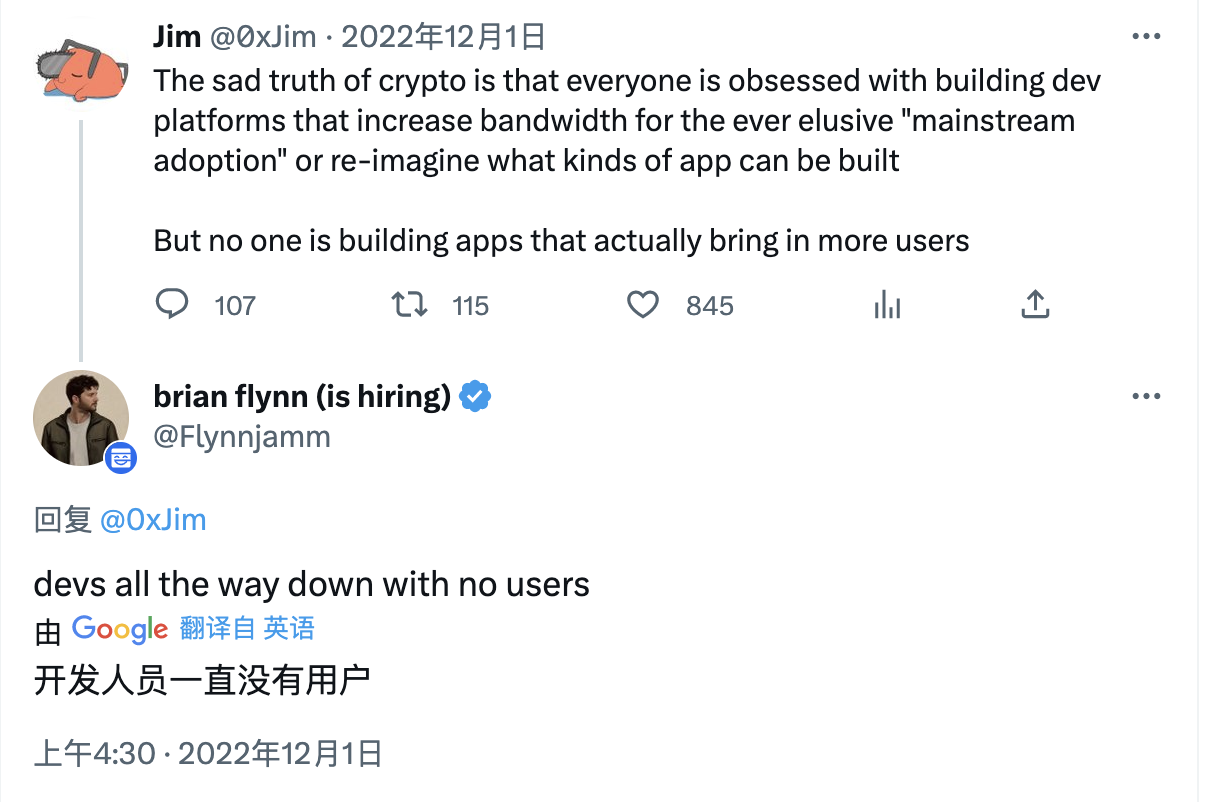 Jim @0xJim · 2022年12月1日
The sad truth of crypto is that everyone is obsessed with building dev
platforms that increase bandwidth for the ever elusive "mainstream
adoption" or re-imagine what kinds of app can be built
But no one is building apps that actually bring in more users
107 115 845
brian flynn (is hiring)
@Flynnjamm
回复 @0xJim
devs all the way down with no users
由 Google 翻译自 英语
开发人员一直没有用户
上午4:30 · 2022年12月1日